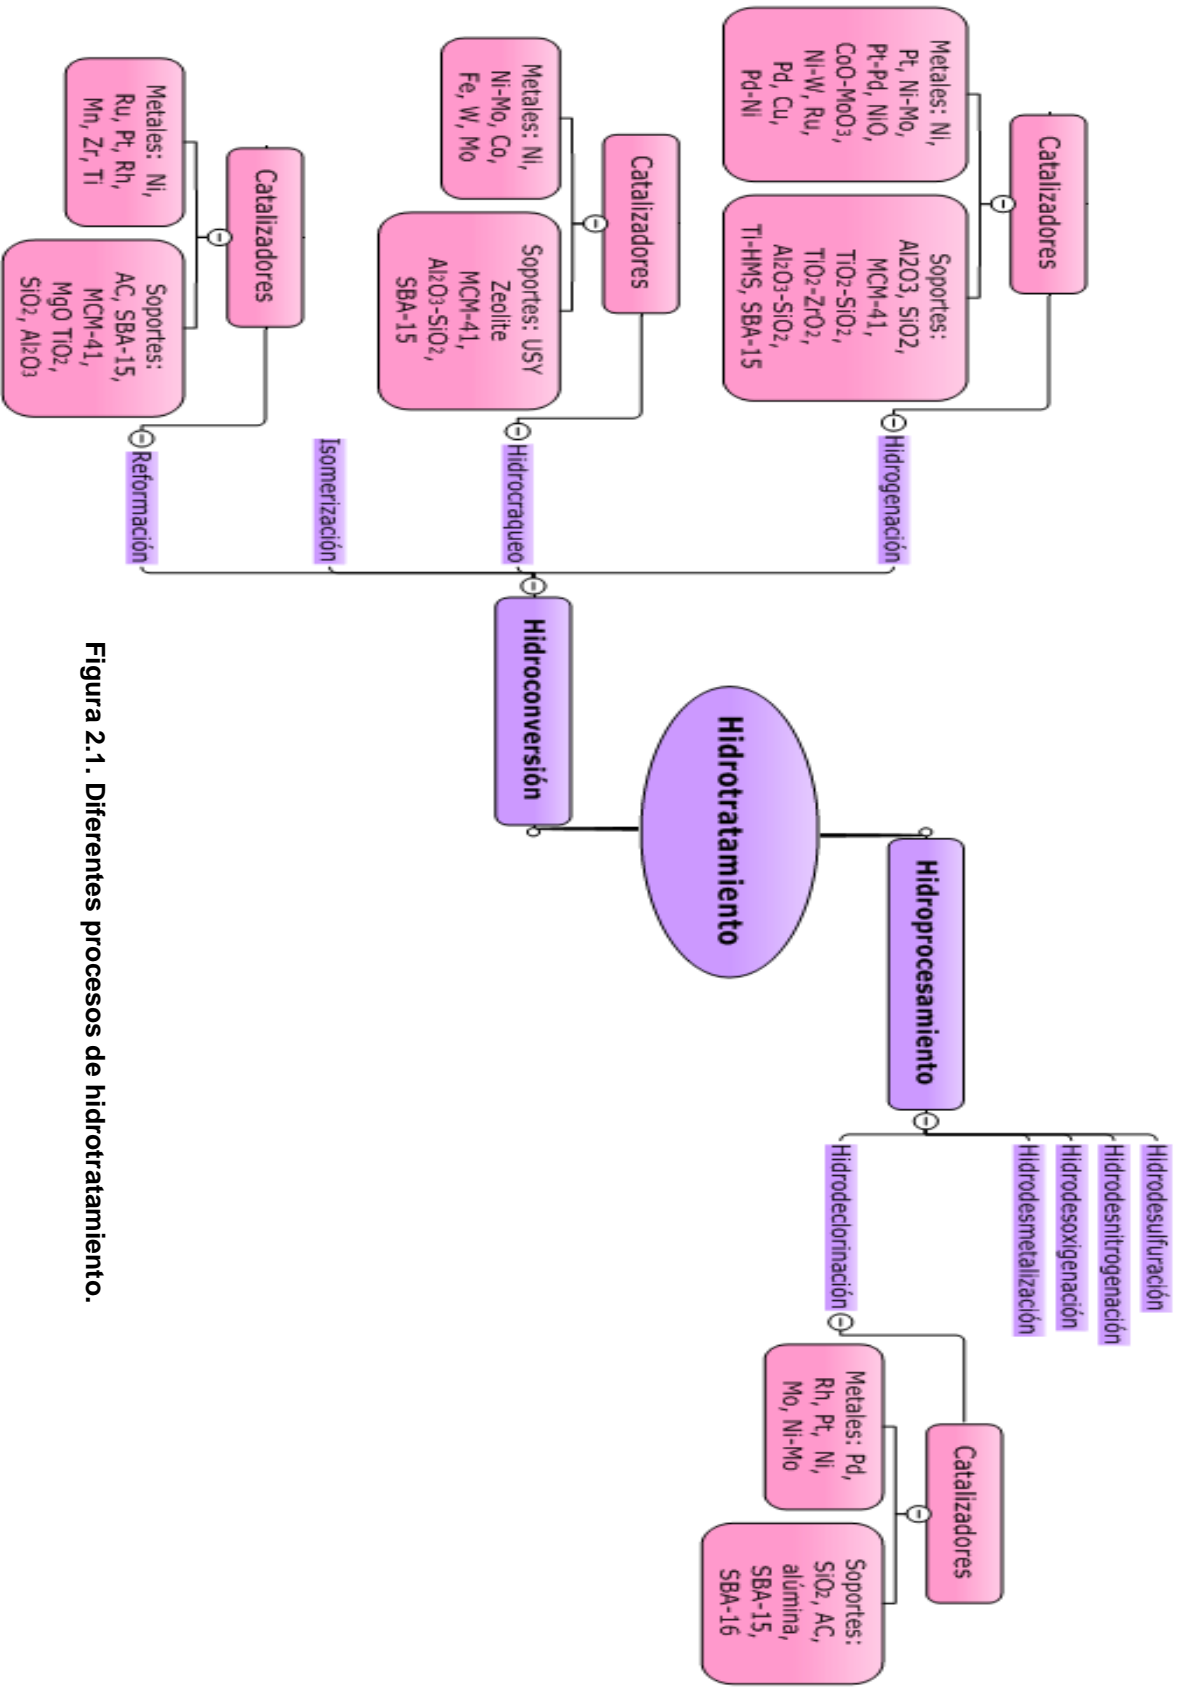 Hidrotratamiento
Hidroconversión
Hidrogenación
Catalizadores
Metales: Ni,
Pt, Ni-Mo,
Pt-Pd, NiO,
CoO-MoO3,
Ni-W, Ru,
Pd, Cu,
Pd-Ni
Soportes:
Al2O3, SiO2,
MCM-41,
TiO2-SiO2,
TiO2-ZrO2,
Al2O3-SiO2,
Ti-HMS, SBA-15
Hidrocraqueo
Catalizadores
Metales: Ni,
Ni-Mo, Co,
Fe, W, Mo
Soportes: USY
Zeolite
MCM-41,
Al2O3-SiO2,
SBA-15
Isomerización
Reformación
Catalizadores
Metales: Ni,
Ru, Pt, Rh,
Mn, Zr, Ti
Soportes:
AC, SBA-15,
MCM-41,
MgO TiO2,
SiO2, Al2O3
Hidroprocesamiento
Hidrodesulfuración
Hidrodesnitrogenación
Hidrodesoxigenación
Hidrodesmetalización
Hidrodeclorinación
Catalizadores
Metales: Pd,
Rh, Pt, Ni,
Mo, Ni-Mo
Soportes:
SiO2, AC,
alúmina,
SBA-15,
SBA-16
Figura 2.1. Diferentes procesos de hidrotratamiento.